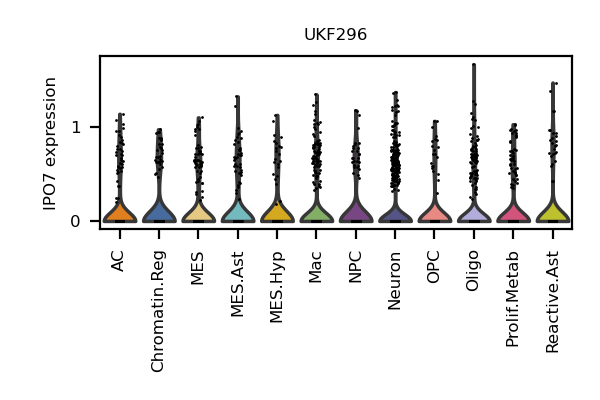 UKF296
IPO7 expression
1
0
AC
Chromatin.Reg
MES
MES.Ast
MES.Hyp
Mac
NPC
Neuron
OPC
Oligo
Prolif.Metab
Reactive.Ast